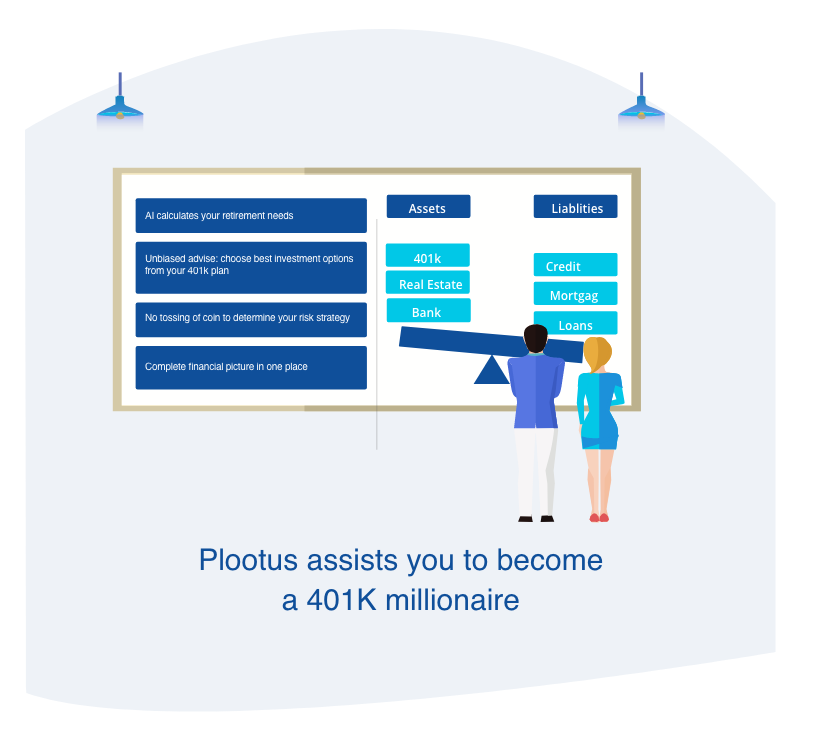 AI calculates your retirement needs
Unbiased advise: choose best investment options
from your 401k plan
No tossing of coin to determine your risk strategy
Complete financial picture in one place
Assets
401k
Real Estate
Bank
Liablities
Credit
Mortgag
Loans
Plootus assists you to become
a 401K millionaire